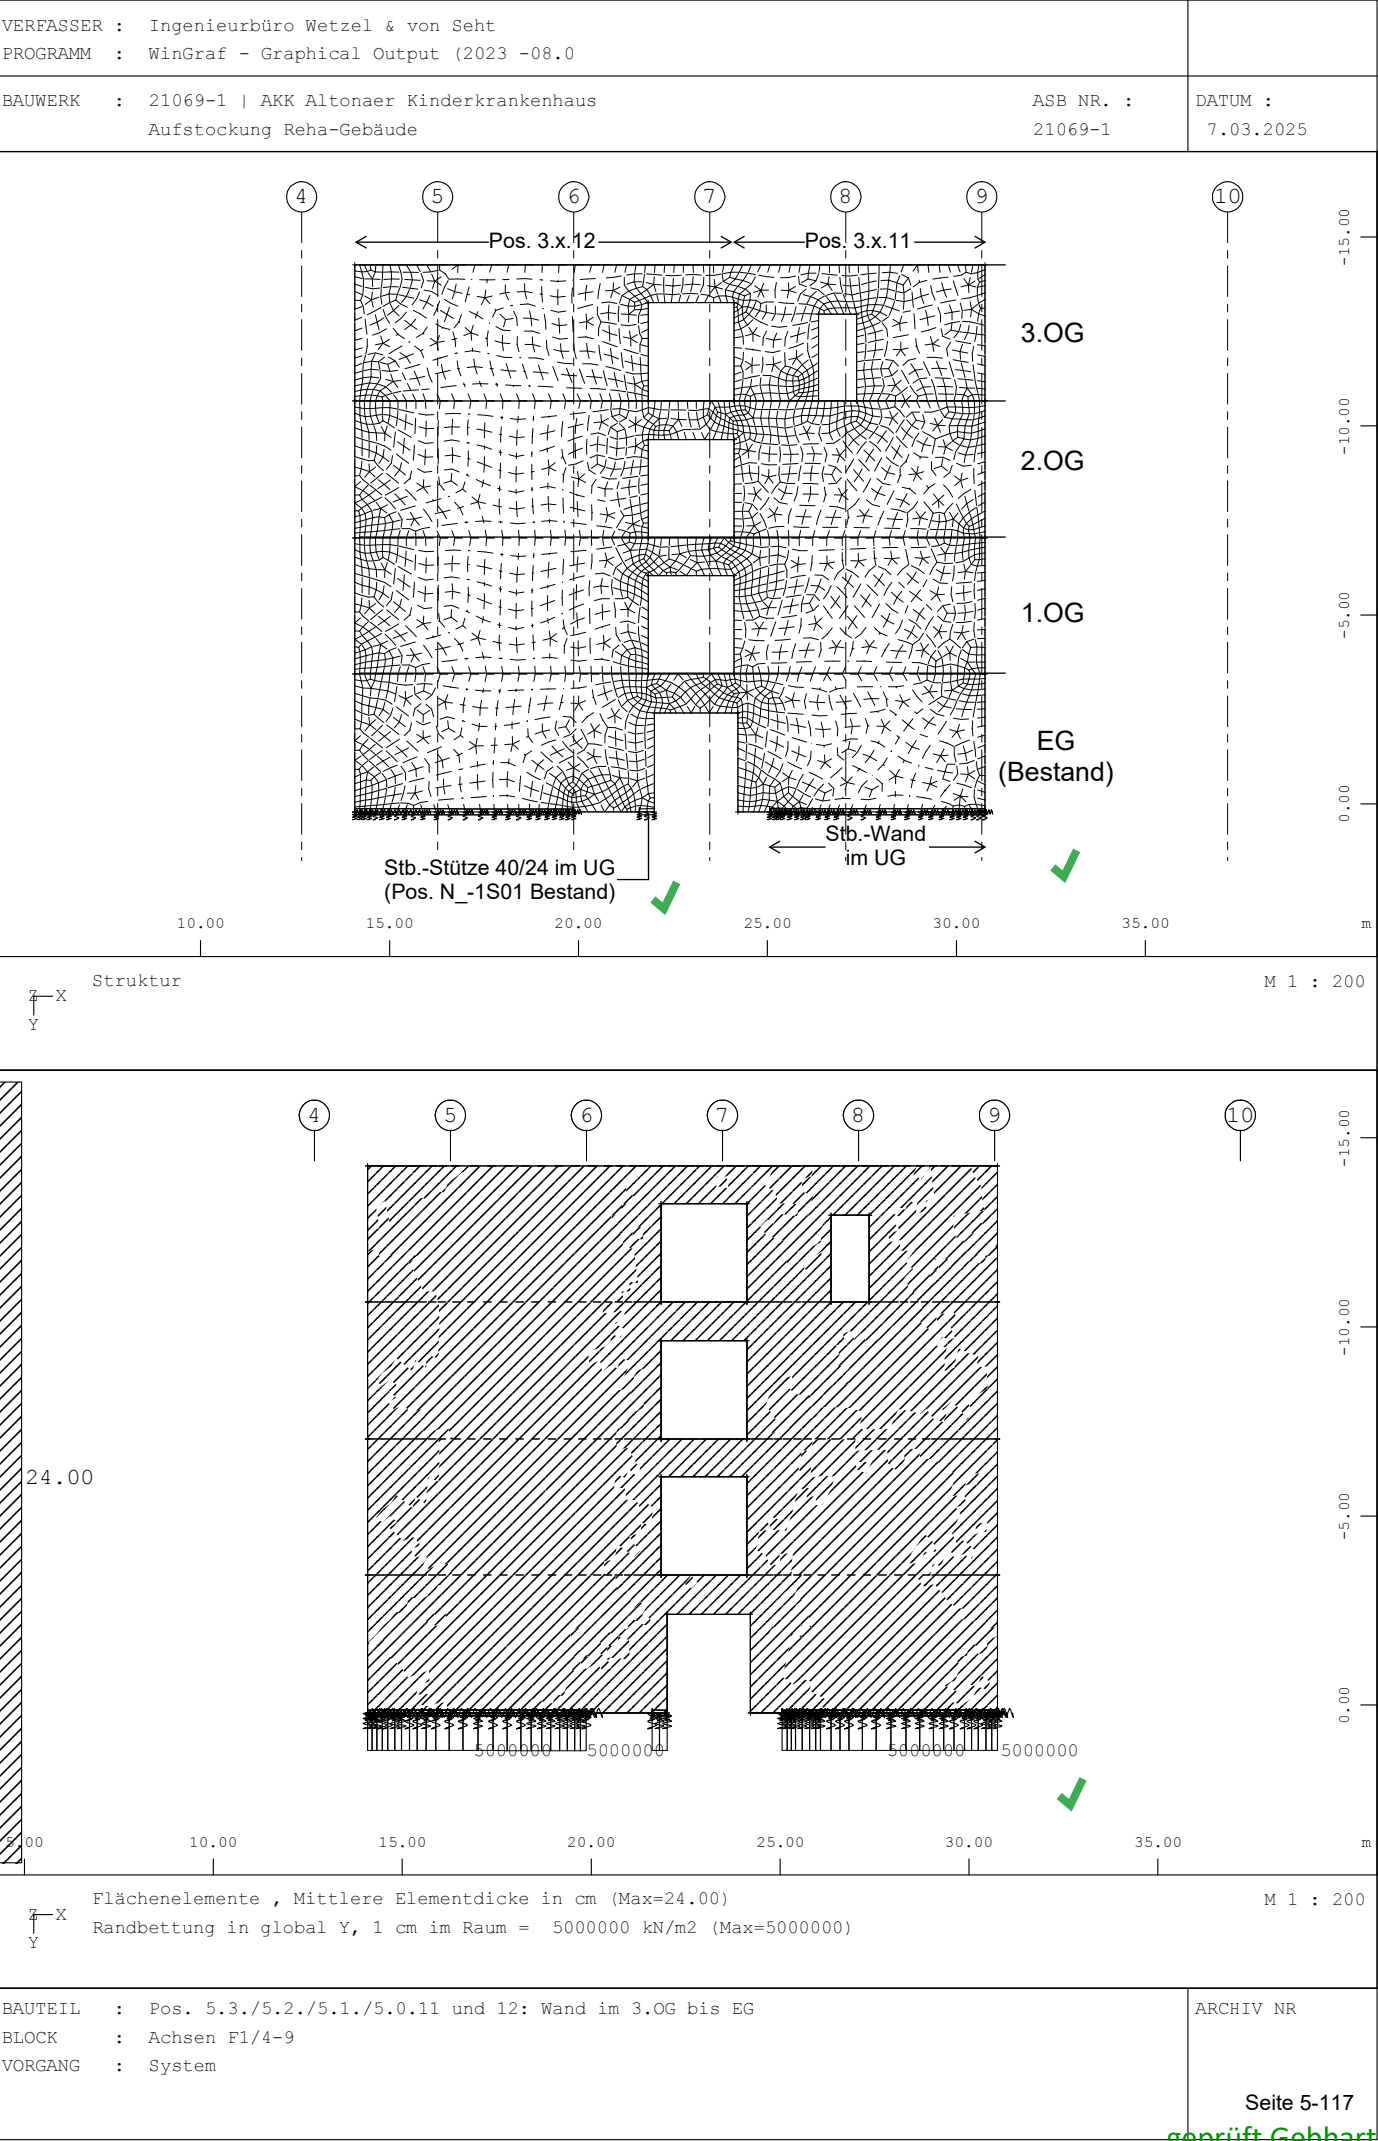 VERFASSER : Ingenieurbüro Wetzel & von Seht
PROGRAMM : WinGraf - Graphical Output (2023 -08.0
BAUWERK : 21069-1 | AKK Altonaer Kinderkrankenhaus
Aufstockung Reha-Gebäude
ASB NR. :
21069-1
DATUM :
7.03.2025
4 5 6 7 8 9 10
Pos. 3.x.12 Pos. 3.x.11
3.OG
2.OG
1.OG
EG
(Bestand)
-15.00
-10.00
-5.00
0.00
Stb.-Wand
im UG
Stb.-Stütze 40/24 im UG
(Pos. N_-1S01 Bestand)
10.00 15.00 20.00 25.00 30.00 35.00 m
Z X
Y
Struktur M 1 : 200
4 5 6 7 8 9 10
-15.00
-10.00
-5.00
0.00
24.00
5000000 5000000 5000000 5000000
5.00 10.00 15.00 20.00 25.00 30.00 35.00 m
Z X
Y
Flächenelemente , Mittlere Elementdicke in cm (Max=24.00) M 1 : 200
Randbettung in global Y, 1 cm im Raum = 5000000 kN/m2 (Max=5000000)
BAUTEIL : Pos. 5.3./5.2./5.1./5.0.11 und 12: Wand im 3.OG bis EG
BLOCK : Achsen F1/4-9
VORGANG : System
ARCHIV NR
Seite 5-117
geprüft Gebhart